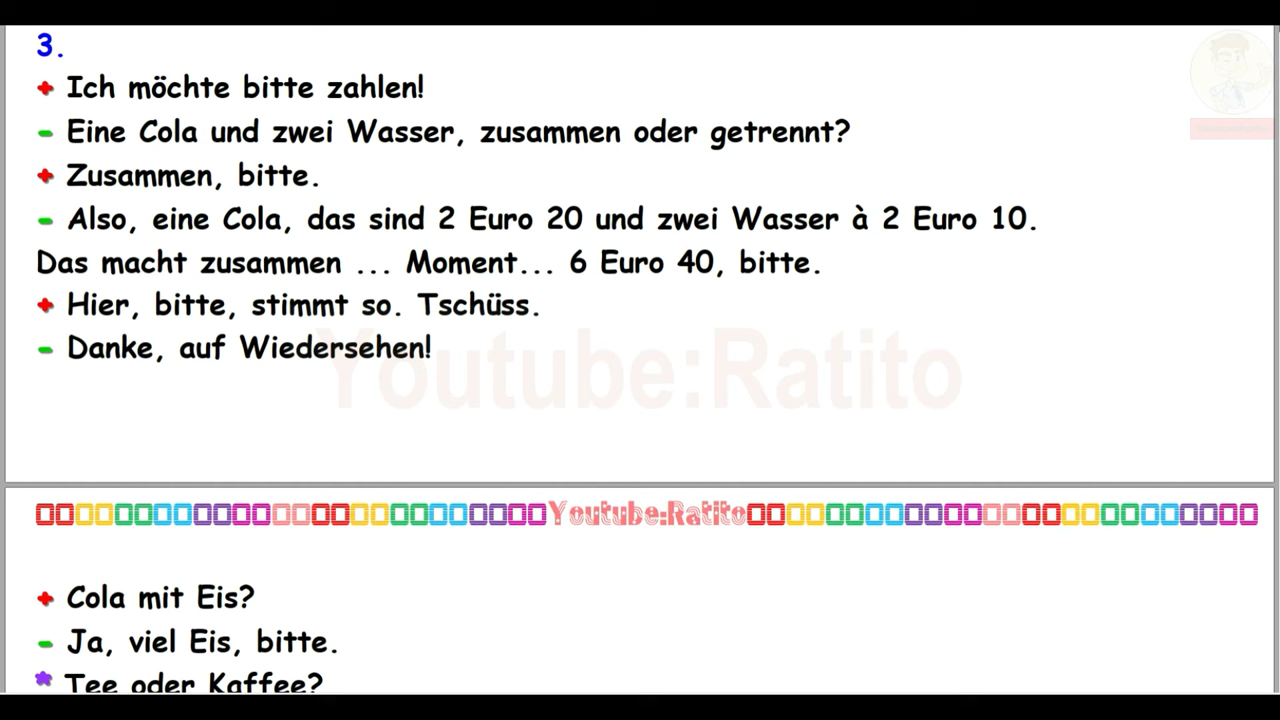 3.
+ Ich möchte bitte zahlen!
- Eine Cola und zwei Wasser, zusammen oder getrennt?
+ Zusammen, bitte.
- Also, eine Cola, das sind 2 Euro 20 und zwei Wasser à 2 Euro 10.
Das macht zusammen ... Moment... 6 Euro 40, bitte.
+ Hier, bitte, stimmt so. Tschüss.
- Danke, auf Wiedersehen!
Youtube:Ratito
Youtube:Ratito
+ Cola mit Eis?
- Ja, viel Eis, bitte.
* Tee oder Kaffee?